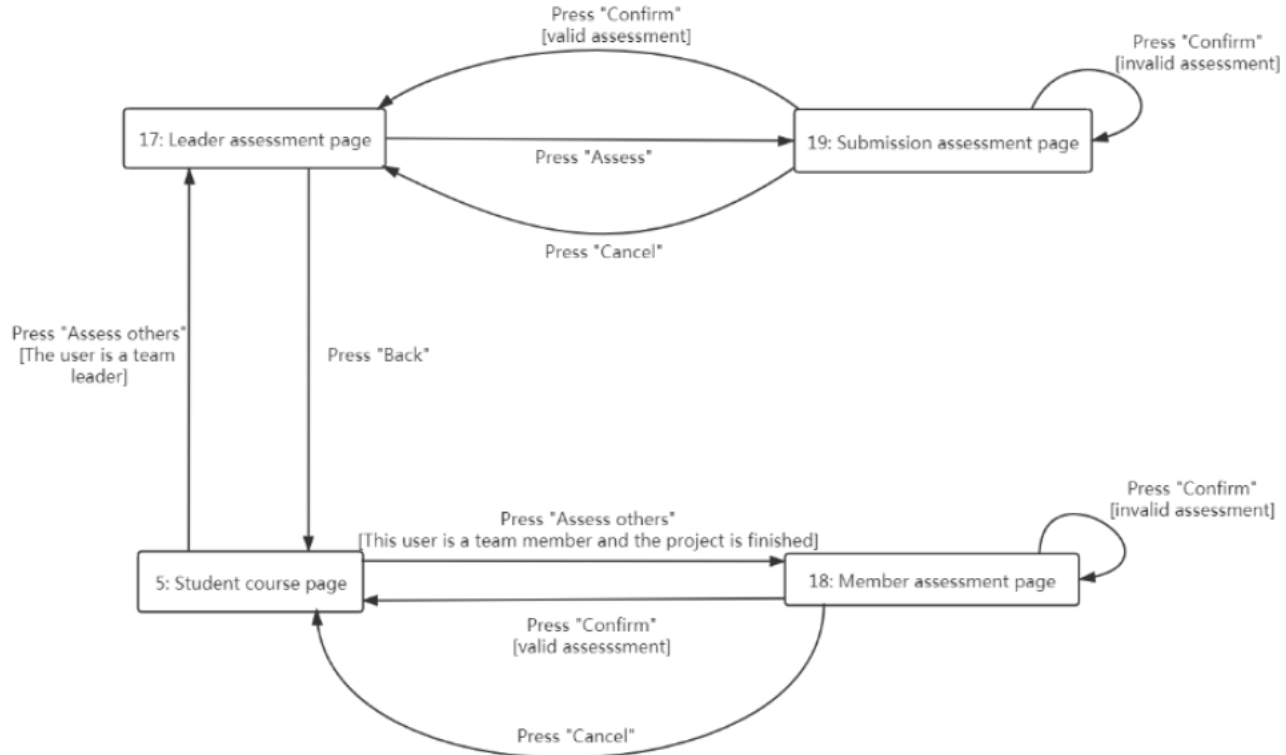 Press "Confirm"
[valid assessment]
Press "Confirm"
[invalid assessment]
17: Leader assessment page
19: Submission assessment page
Press "Assess"
Press "Cancel"
Press "Assess others"
[The user is a team
leader]
Press "Back"
Press "Confirm"
[invalid assessment]
Press "Assess others"
[This user is a team member and the project is finished]
5: Student course page
18: Member assessment page
Press "Confirm"
[valid assesssment]
Press "Cancel"